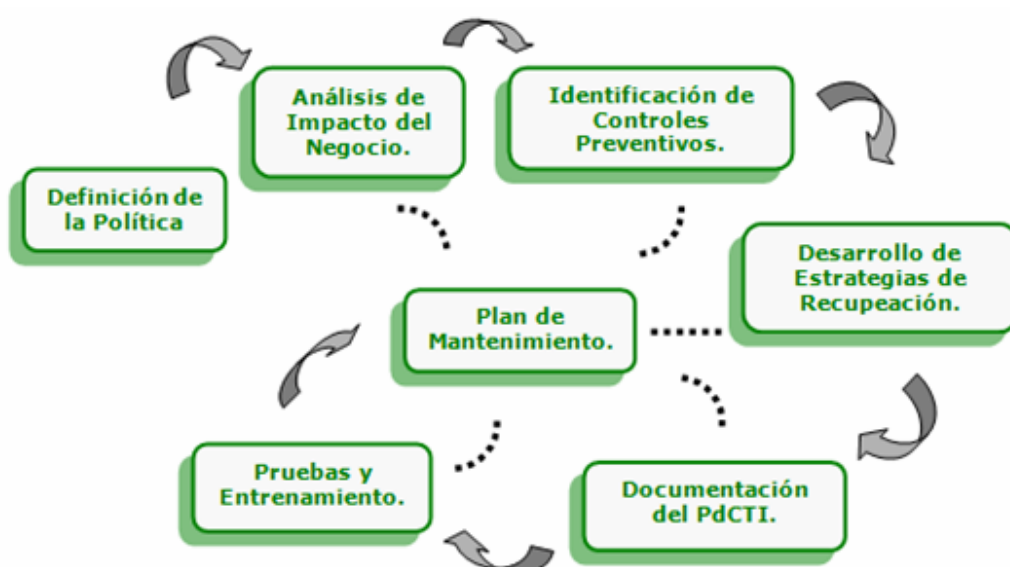 Análisis de
Impacto del
Negocio.
Identificación de
Controles
Preventivos.
Definición de
la Política
Desarrollo de
Estrategias de
Recupeación.
Plan de
Mantenimiento.
Pruebas y
Entrenamiento.
Documentación
del PdCTI.